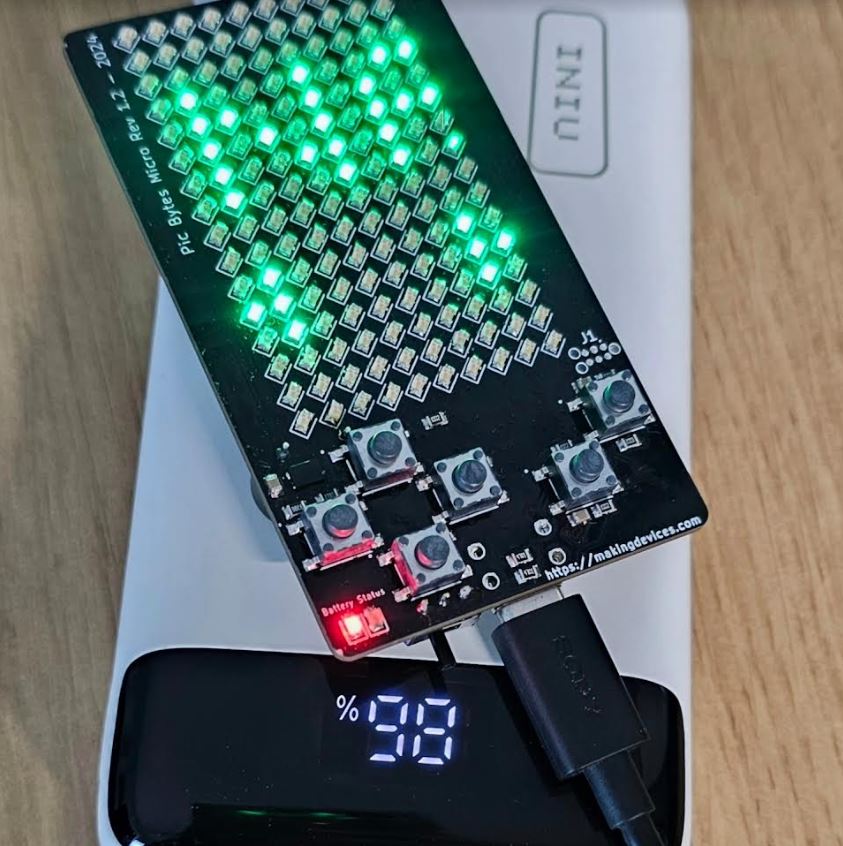 Pic Bytes Micro Rev 1.2 - 2024
INIU
J1
https://makingdevices.com
Battery Status
%98